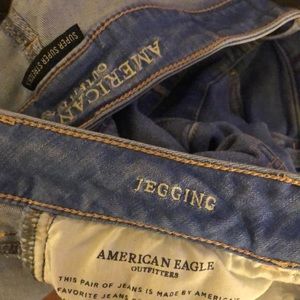 SUPER SUPER STRETCH
AMERICAN
OUTFITTERS
JEGGING
AMERICAN EAGLE
OUTFITTERS
THIS PAIR OF JEANS IS MADE BY AMERICA'S
FAVORITE JEANS